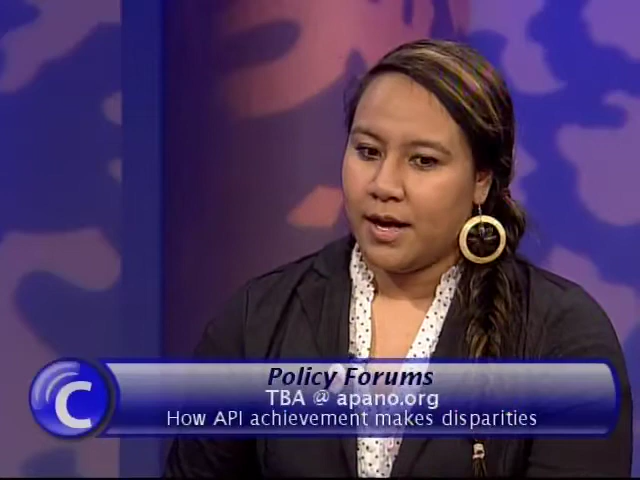 Policy Forums
TBA @ apano.org
How API achievement makes disparities